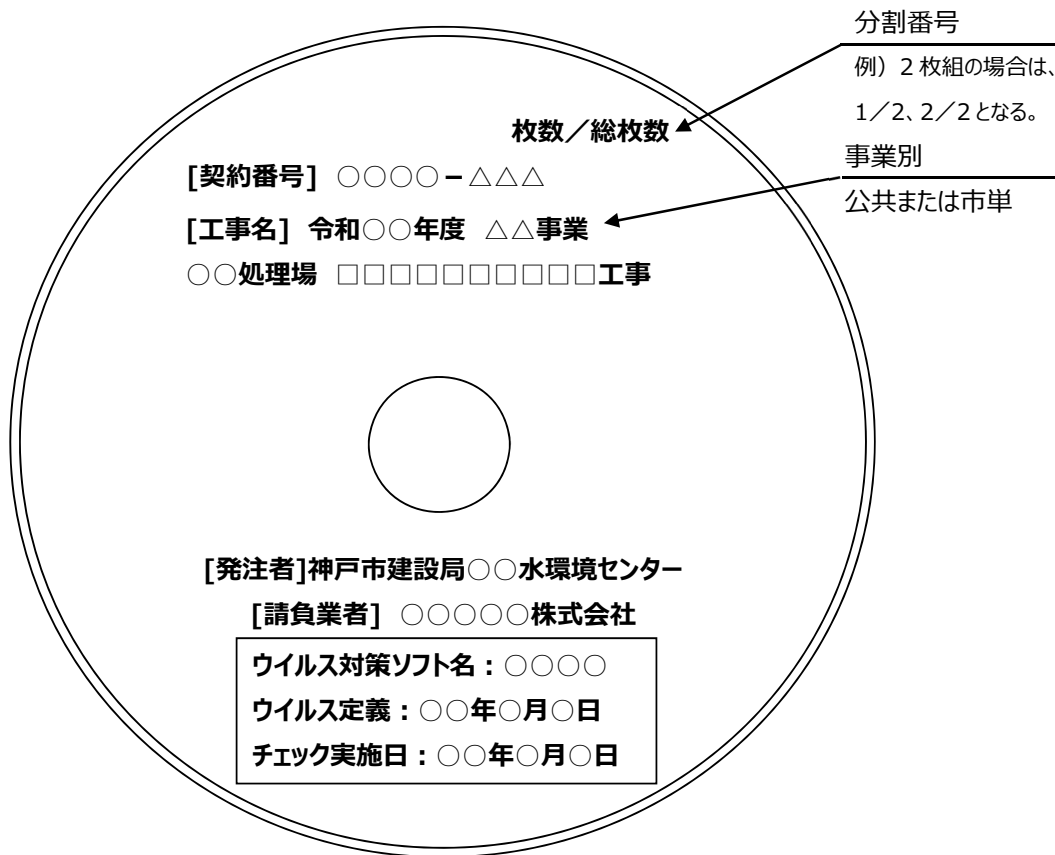 分割番号
例）２枚組の場合は、
１／２、２／２となる。
枚数／総枚数
事業別
公共または市単
[契約番号] ○○○○－△△△
[工事名] 令和○○年度 △△事業
○○処理場 □□□□□□□□□□工事
[発注者]神戸市建設局○○水環境センター
[請負業者] ○○○○○株式会社
ウイルス対策ソフト名：○○○○
ウイルス定義：○○年○月○日
チェック実施日：○○年○月○日